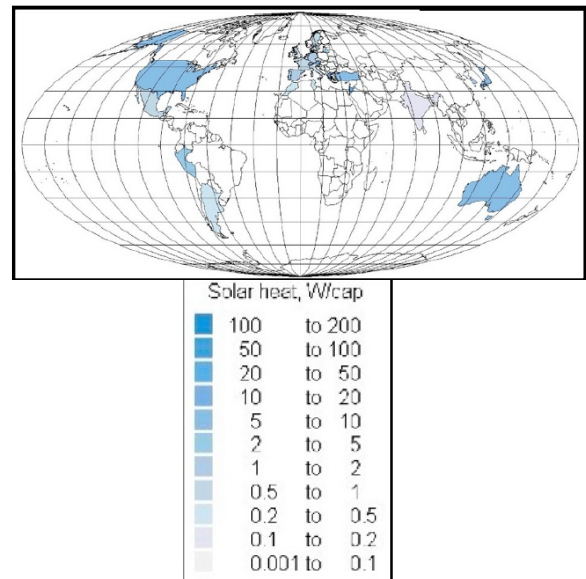 Solar heat, W/cap
100 to 200
50 to 100
20 to 50
10 to 20
5 to 10
2 to 5
1 to 2
0.5 to 1
0.2 to 0.5
0.1 to 0.2
0.001 to 0.1